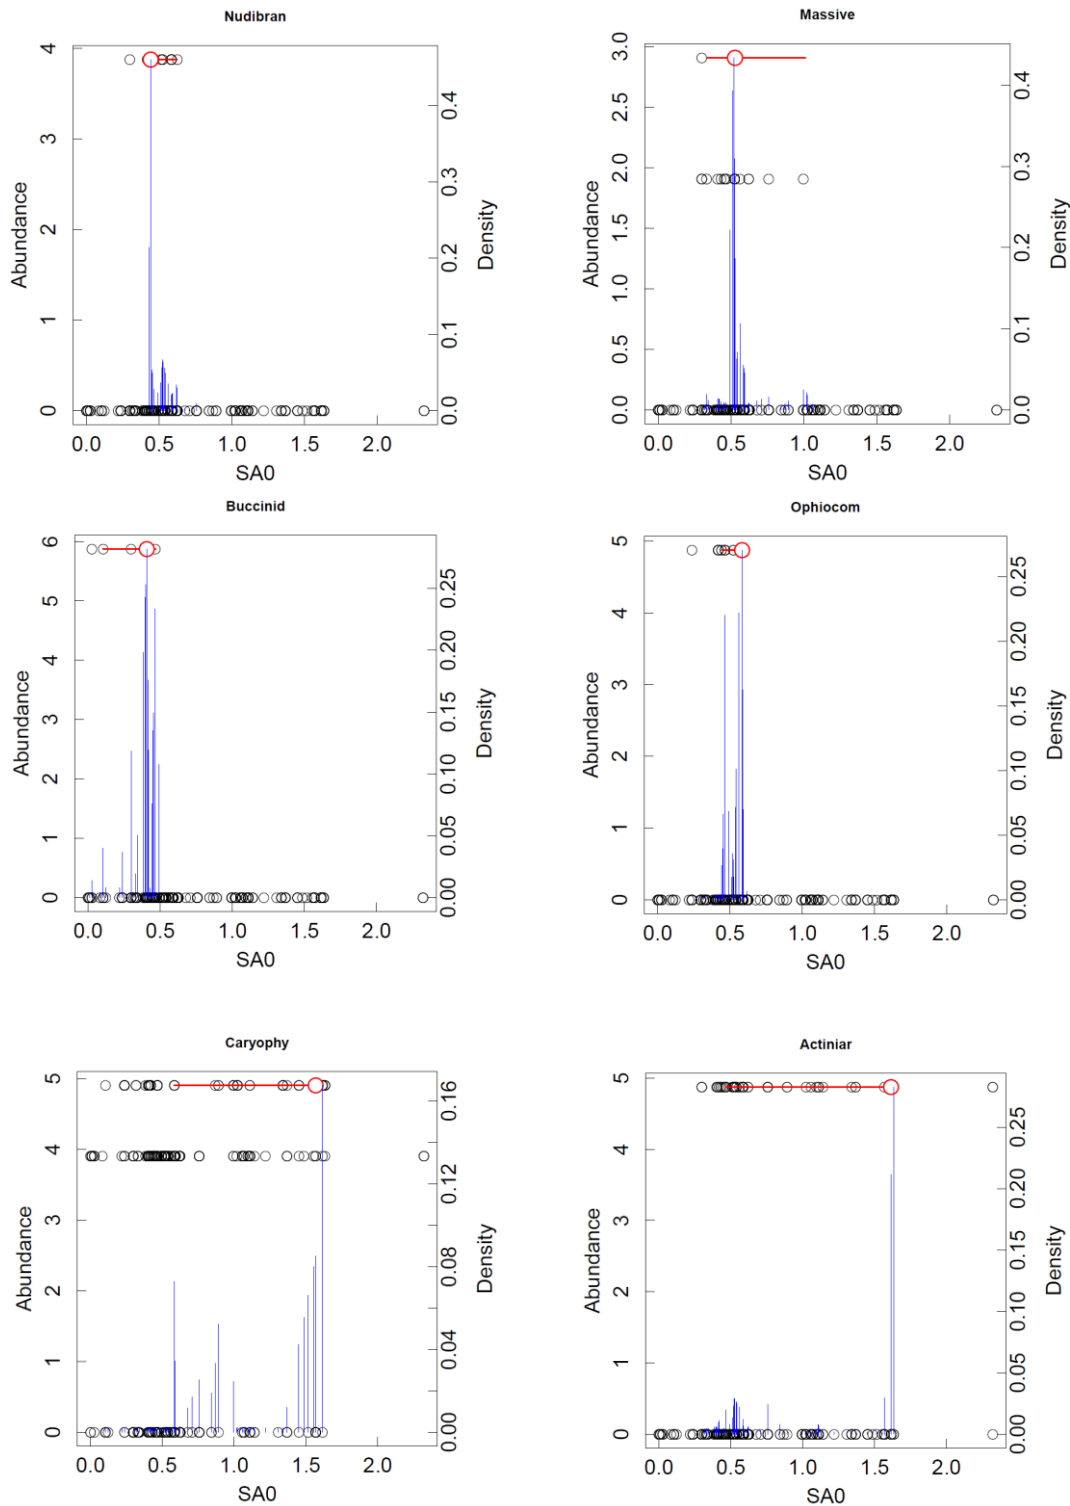 Nudibran
Abundance
0 1 2 3 4
0.0 0.1 0.2 0.3 0.4
Density
0.0 0.5 1.0 1.5 2.0
SA0
Massive
Abundance
0.0 0.5 1.0 1.5 2.0 2.5 3.0
0.0 0.1 0.2 0.3 0.4
Density
0.0 0.5 1.0 1.5 2.0
SA0
Buccinid
Abundance
0 1 2 3 4 5 6
0.00 0.05 0.10 0.15 0.20 0.25
Density
0.0 0.5 1.0 1.5 2.0
SA0
Ophiocom
Abundance
0 1 2 3 4 5
0.00 0.05 0.10 0.15 0.20 0.25
Density
0.0 0.5 1.0 1.5 2.0
SA0
Caryophy
Abundance
0 1 2 3 4 5
0.00 0.04 0.08 0.12 0.16
Density
0.0 0.5 1.0 1.5 2.0
SA0
Actiniar
Abundance
0 1 2 3 4 5
0.00 0.05 0.10 0.15 0.20 0.25
Density
0.0 0.5 1.0 1.5 2.0
SA0